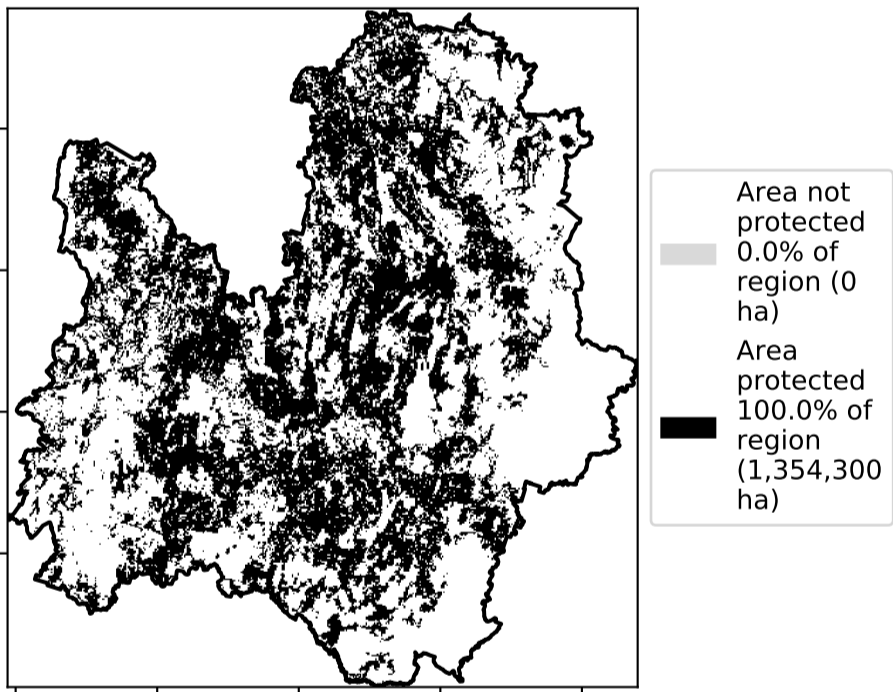 Area not
protected
0.0% of
region (0
ha)
Area
protected
100.0% of
region
(1,354,300
ha)